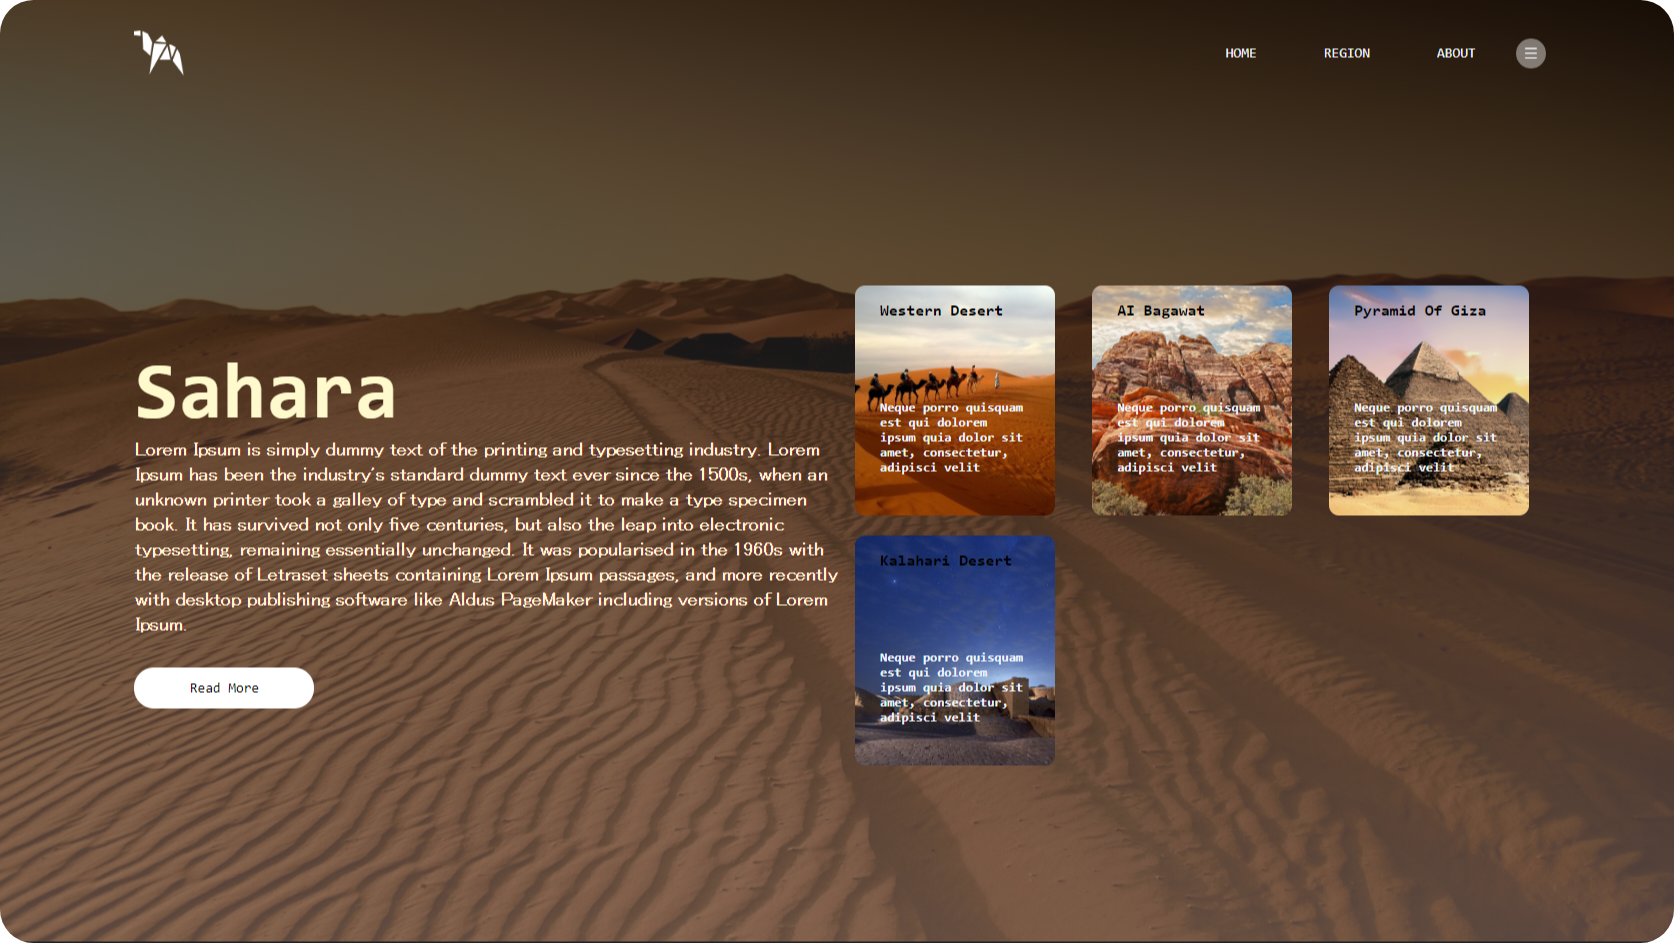 HOME
REGION
ABOUT
Sahara
Lorem Ipsum is simply dummy text of the printing and typesetting industry. Lorem
Ipsum has been the industry's standard dummy text ever since the 1500s, when an
unknown printer took a galley of type and scrambled it to make a type specimen
book. It has survived not only five centuries, but also the leap into electronic
typesetting, remaining essentially unchanged. It was popularised in the 1960s with
the release of Letraset sheets containing Lorem Ipsum passages, and more recently
with desktop publishing software like Aldus PageMaker including versions of Lorem
Ipsum.
Read More
Western Desert
Neque porro quisquam
est qui dolorem
ipsum quia dolor sit
amet, consectetur,
adipisci velit
AI Bagawat
Neque porro quisquam
est qui dolorem
ipsum quia dolor sit
amet, consectetur,
adipisci velit
Pyramid Of Giza
Neque porro quisquam
est qui dolorem
ipsum quia dolor sit
amet, consectetur,
adipisci velit
Kalahari Desert
Neque porro quisquam
est qui dolorem
ipsum quia dolor sit
amet, consectetur,
adipisci velit